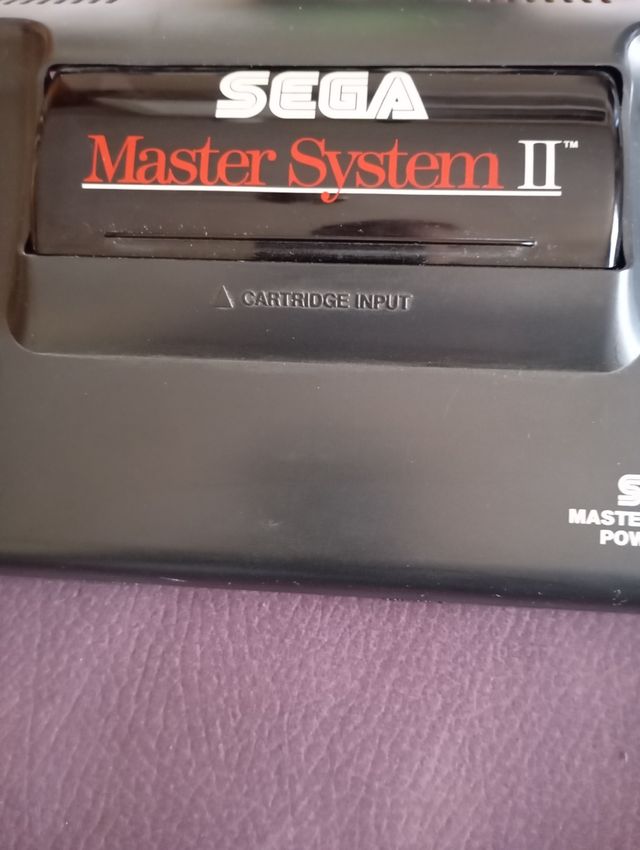 SEGA
Master System II™
CARTRIDGE INPUT